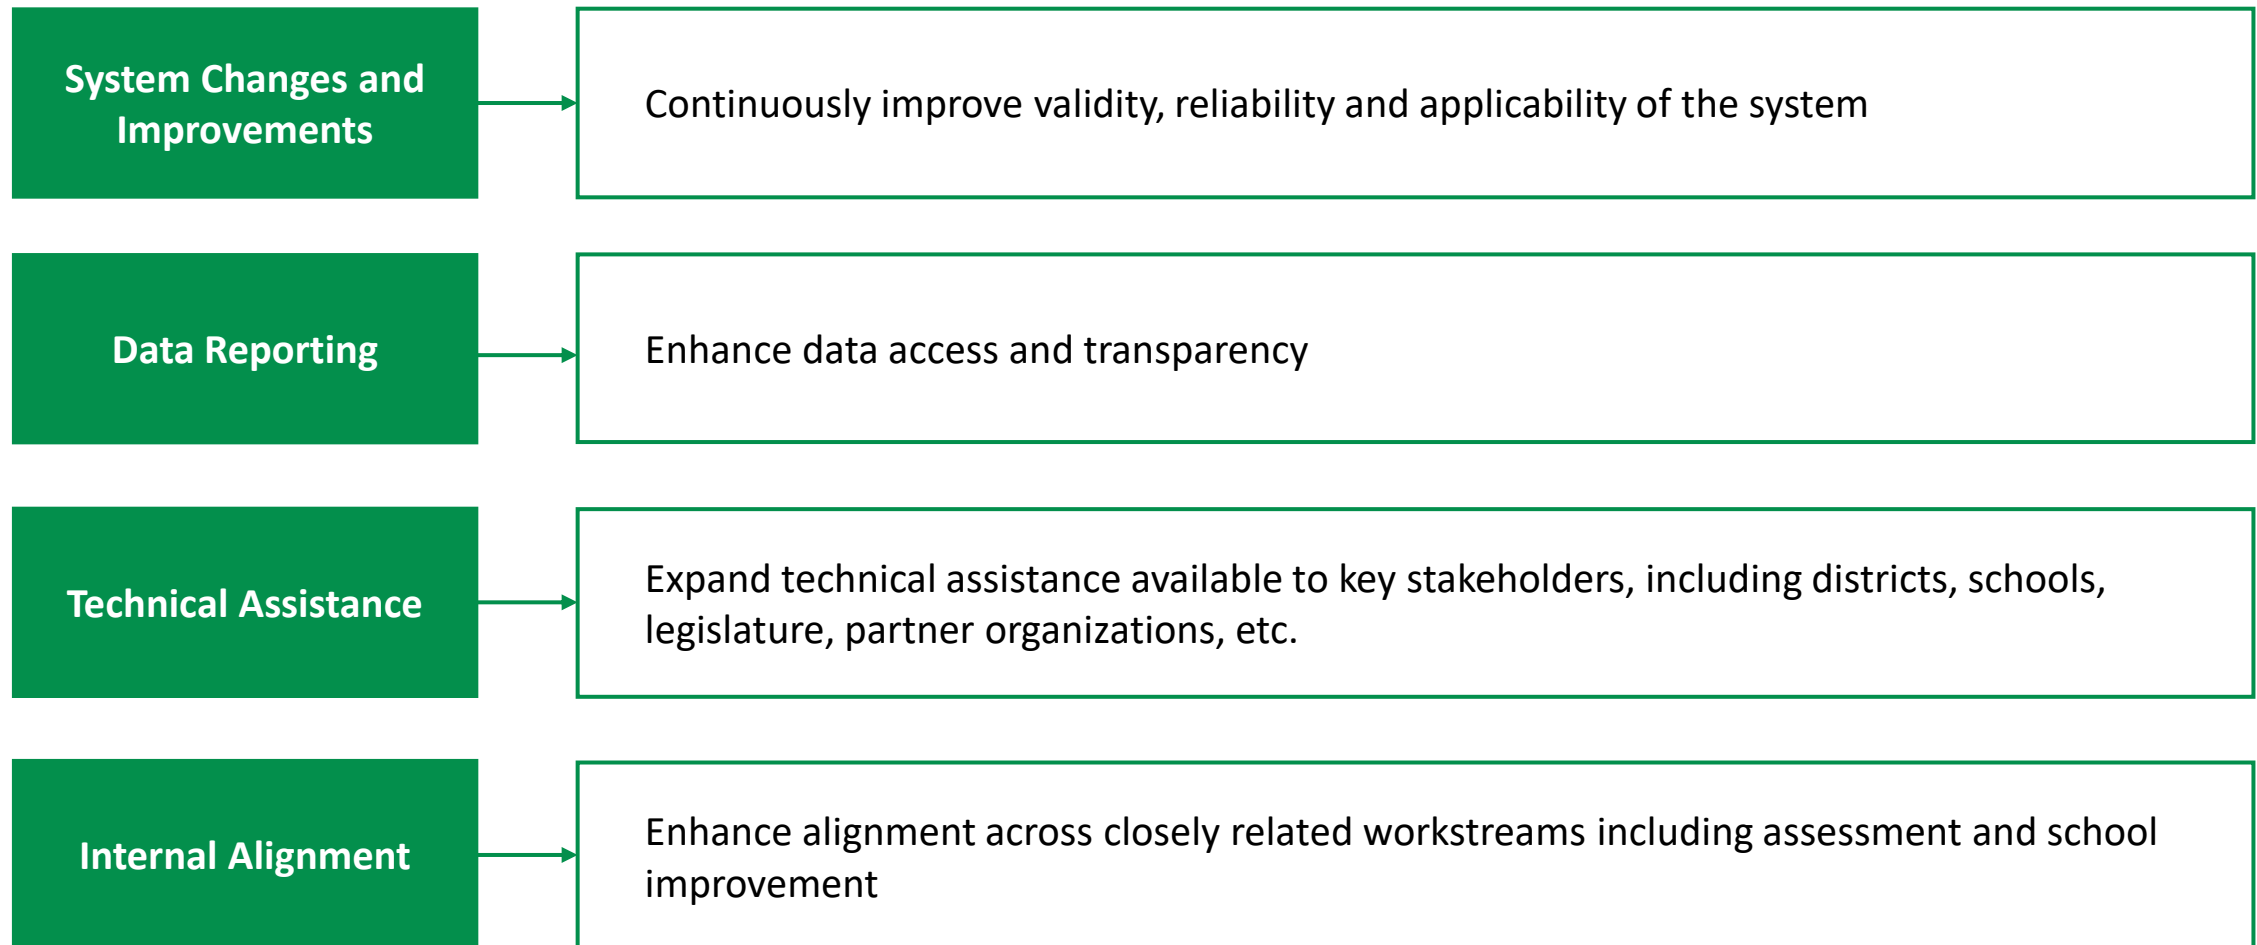 System Changes and
Improvements
Continuously improve validity, reliability and applicability of the system
Data Reporting
Enhance data access and transparency
Technical Assistance
Expand technical assistance available to key stakeholders, including districts, schools,
legislature, partner organizations, etc.
Internal Alignment
Enhance alignment across closely related workstreams including assessment and school
improvement